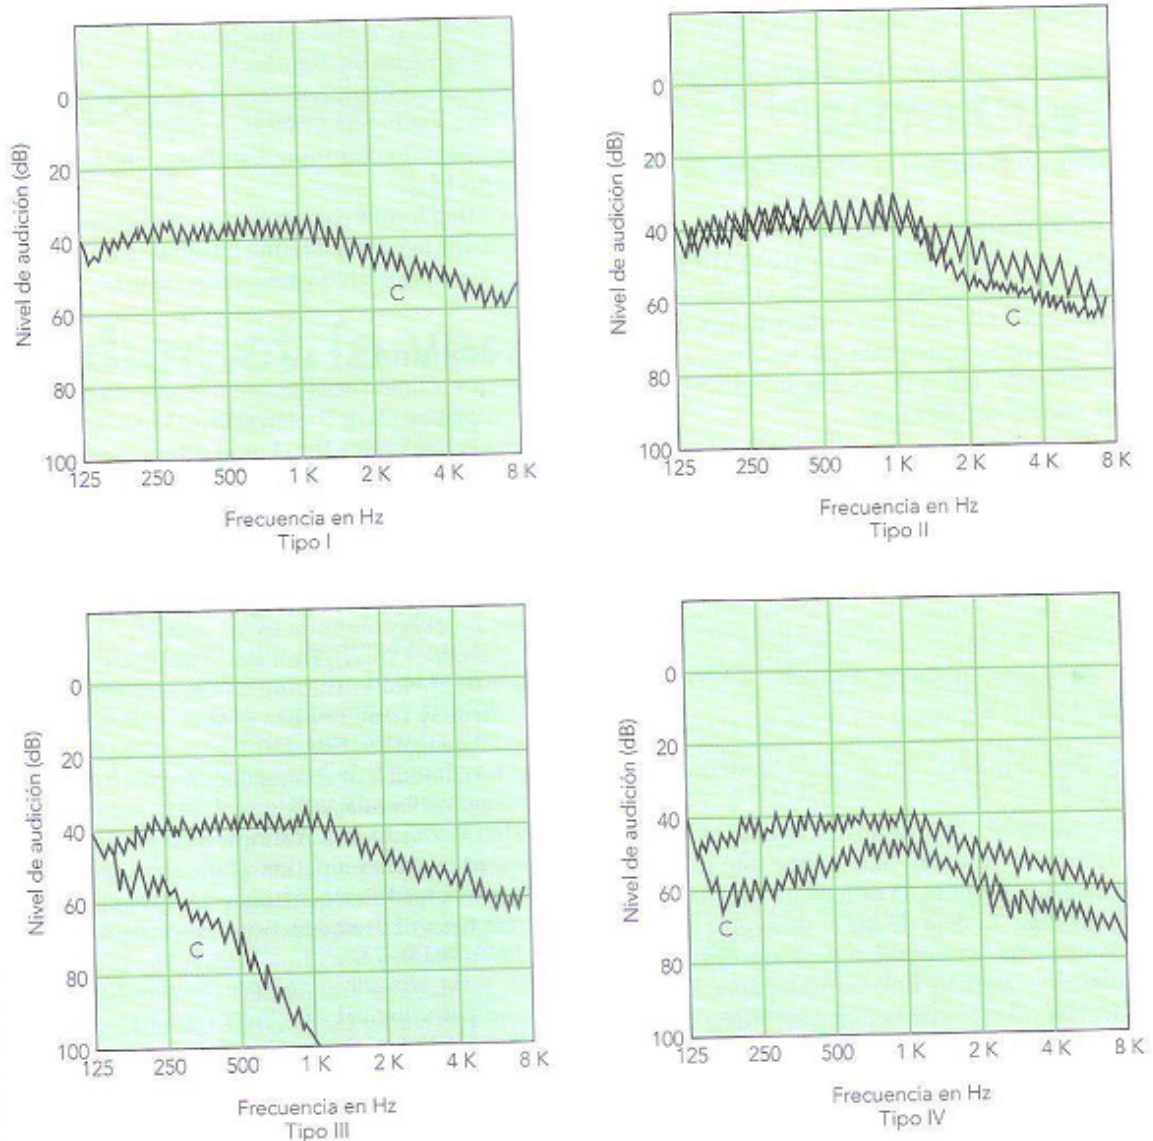 Nivel de audición (dB)
0
20
40
60
80
100
C
125 250 500 1 K 2 K 4 K 8 K
Frecuencia en Hz
Tipo I
Nivel de audición (dB)
0
20
40
60
80
100
C
125 250 500 1 K 2 K 4 K 8 K
Frecuencia en Hz
Tipo II
Nivel de audición (dB)
0
20
40
60
80
100
C
125 250 500 1 K 2 K 4 K 8 K
Frecuencia en Hz
Tipo III
Nivel de audición (dB)
0
20
40
60
80
100
C
125 250 500 1 K 2 K 4 K 8 K
Frecuencia en Hz
Tipo IV